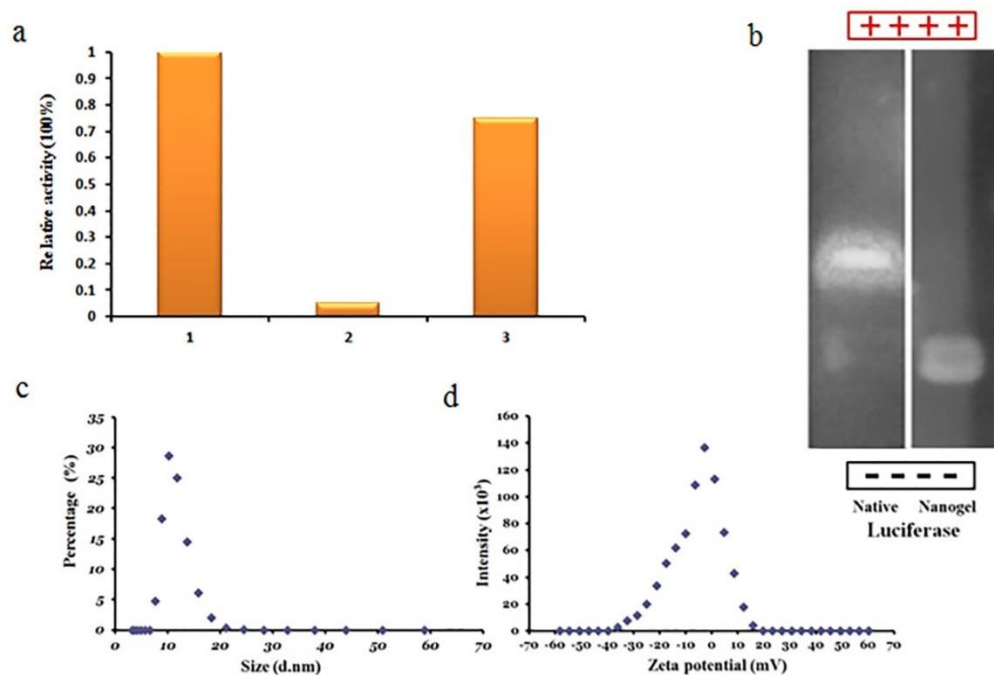 a
1
0.9
0.8
0.7
0.6
0.5
0.4
0.3
0.2
0.1
0
Relative activity (100%)
1 2 3
b
++++
----
Native Nanogel
Luciferase
c
35
30
25
20
15
10
5
0
Percentage (%)
0 10 20 30 40 50 60 70
Size (d.nm)
d
160
140
120
100
80
60
40
20
0
Intensity (x10³)
-70 -60 -50 -40 -30 -20 -10 0 10 20 30 40 50 60 70
Zeta potential (mV)